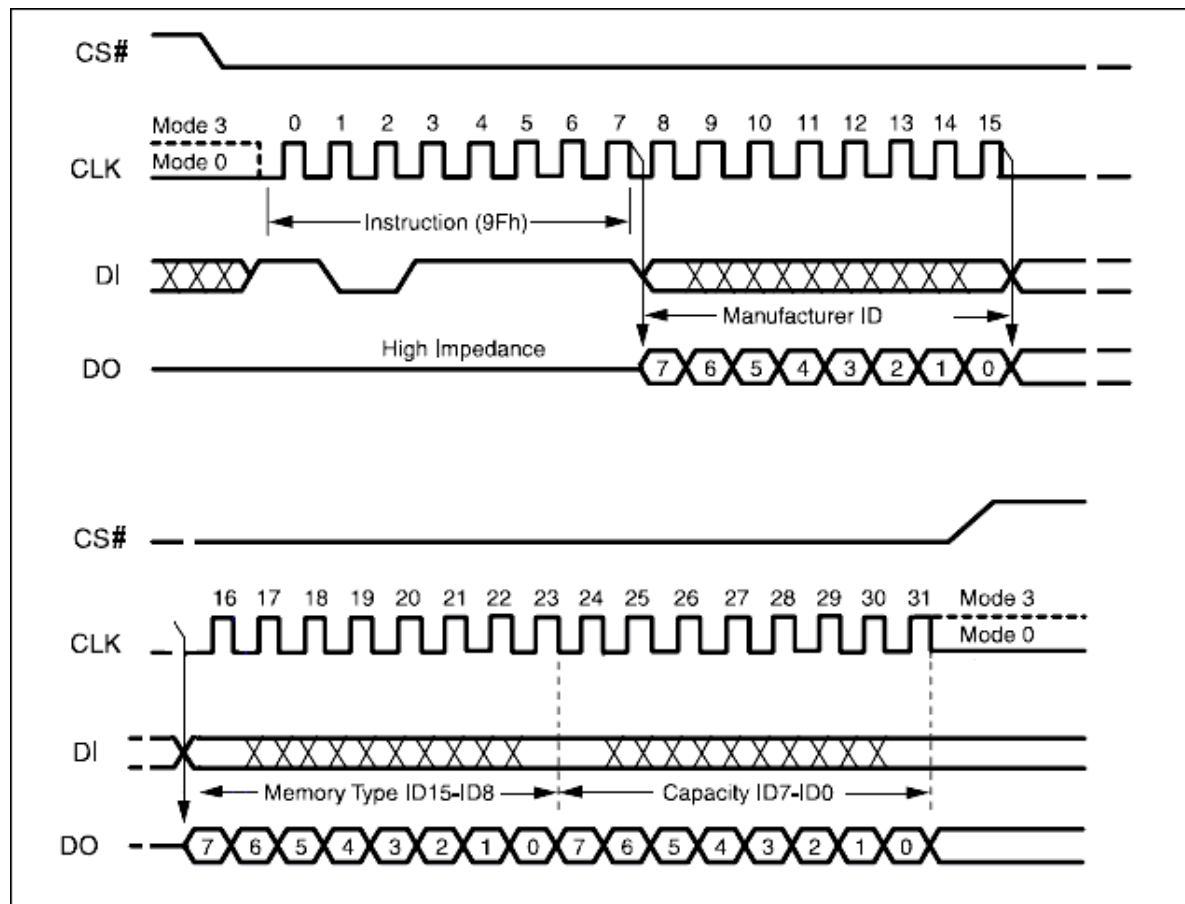 CS#
Mode 3
0 1 2 3 4 5 6 7 8 9 10 11 12 13 14 15
CLK
Mode 0
Instruction (9Fh)
DI
Manufacturer ID
High Impedance
DO
7 6 5 4 3 2 1 0
CS#
16 17 18 19 20 21 22 23 24 25 26 27 28 29 30 31
Mode 3
CLK
Mode 0
DI
Memory Type ID15-ID8
Capacity ID7-ID0
DO
7 6 5 4 3 2 1 0 7 6 5 4 3 2 1 0